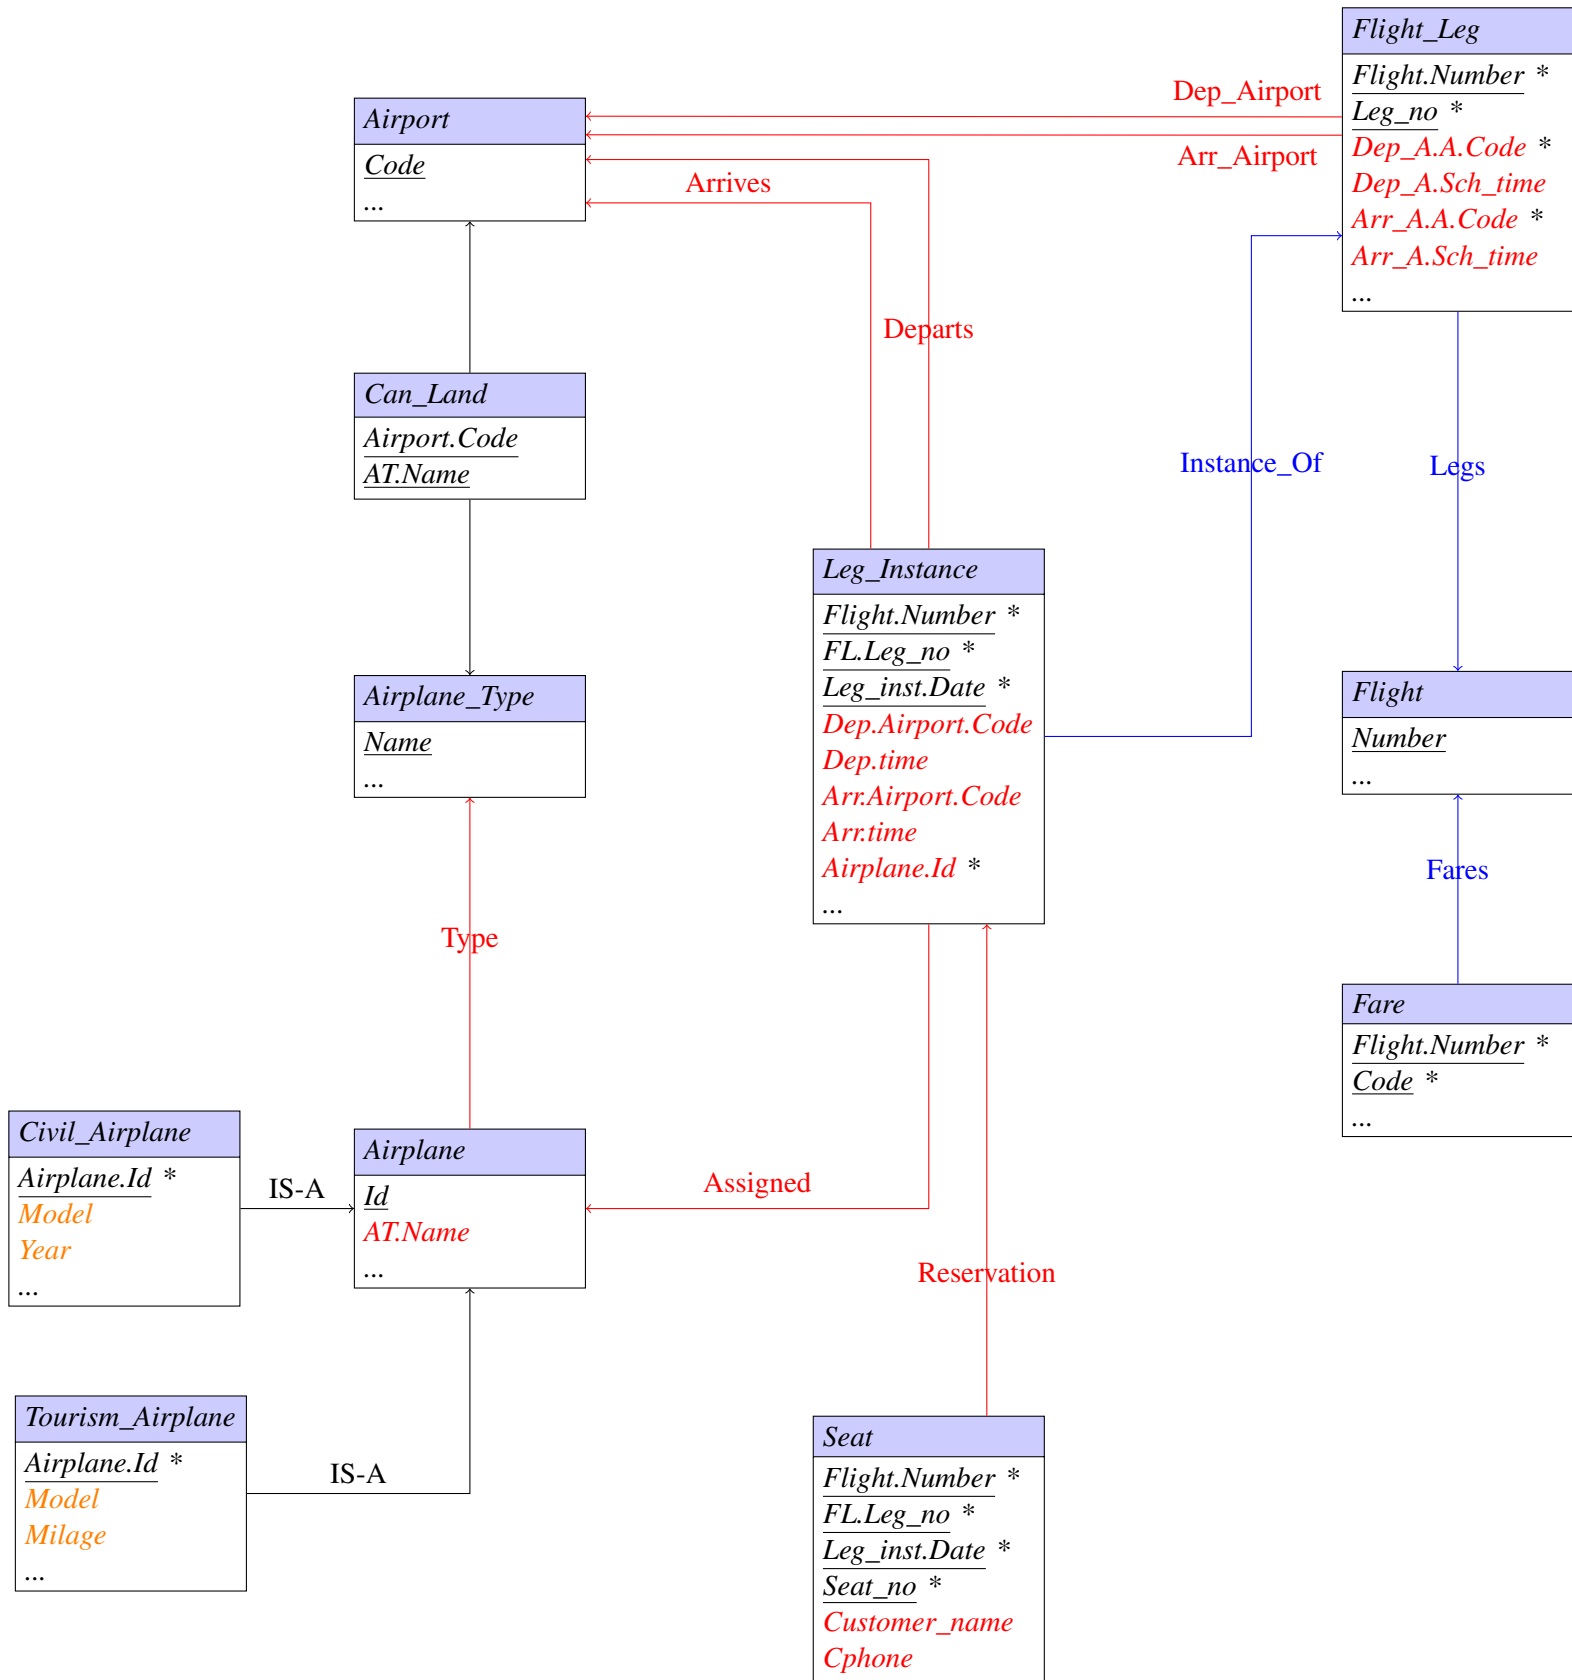 Flight_Leg
Flight.Number *
Leg_no *
Dep_A.A.Code *
Dep_A.Sch_time
Arr_A.A.Code *
Arr_A.Sch_time
...
Dep_Airport
Arr_Airport
Airport
Code
...
Arrives
Departs
Can_Land
Airport.Code
AT.Name
Instance_Of
Legs
Leg_Instance
Flight.Number *
FL.Leg_no *
Leg_inst.Date *
Dep.Airport.Code
Dep.time
Arr.Airport.Code
Arr.time
Airplane.Id *
...
Airplane_Type
Name
...
Flight
Number
...
Fares
Type
Fare
Flight.Number *
Code *
...
Civil_Airplane
Airplane.Id *
Model
Year
...
IS-A
Airplane
Id
AT.Name
...
Assigned
Reservation
Tourism_Airplane
Airplane.Id *
Model
Milage
...
IS-A
Seat
Flight.Number *
FL.Leg_no *
Leg_inst.Date *
Seat_no *
Customer_name
Cphone